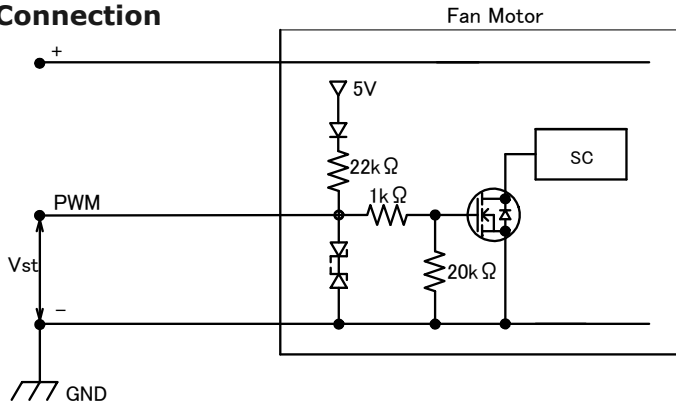 Connection
Fan Motor
+
5V
22kΩ
1kΩ
SC
PWM
Vst
20kΩ
−
GND